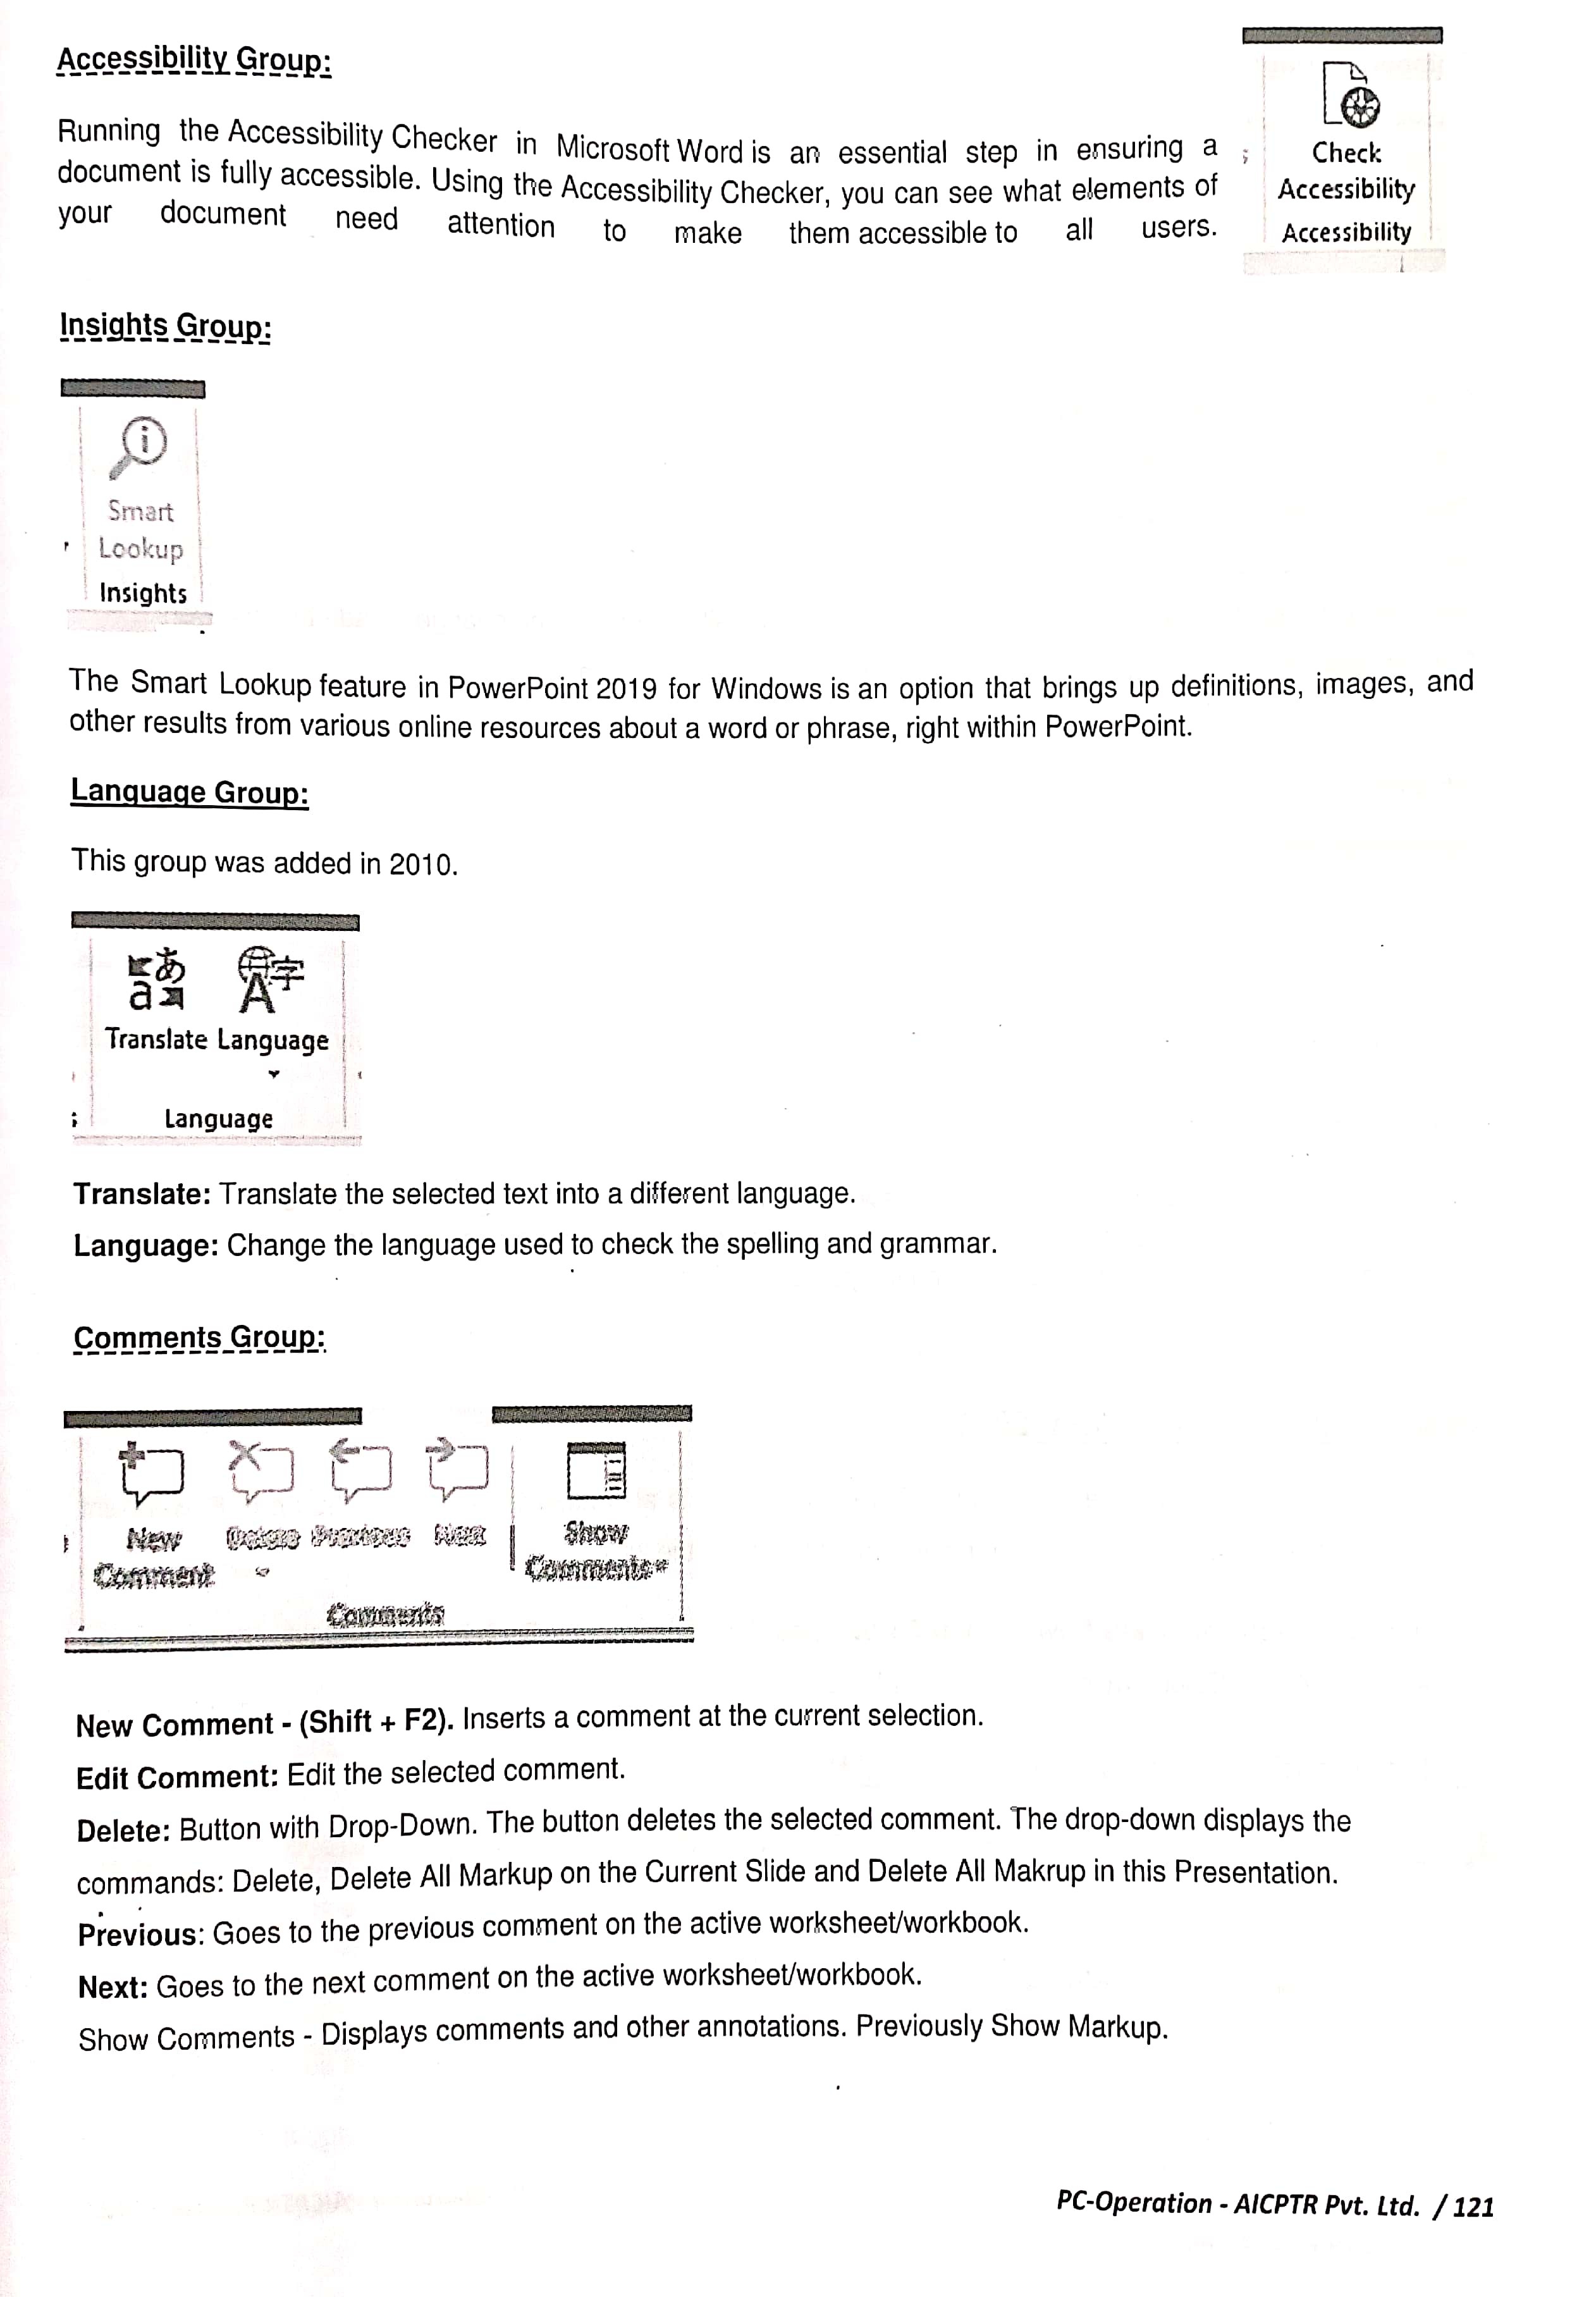 Accessibility Group:
Running the Accessibility Checker in Microsoft Word is an essential step in ensuring a
document is fully accessible. Using the Accessibility Checker, you can see what elements of
your document need attention to make them accessible to all users.
Check
Accessibility
Accessibility
Insights Group:
Smart
Lookup
Insights
The Smart Lookup feature in PowerPoint 2019 for Windows is an option that brings up definitions, images, and
other results from various online resources about a word or phrase, right within PowerPoint.
Language Group:
This group was added in 2010.
あ 字
a A
Translate Language
Language
Translate: Translate the selected text into a different language.
Language: Change the language used to check the spelling and grammar.
Comments Group:
New Delete Previous Next Show
Comment Comments
Comments
New Comment - (Shift + F2). Inserts a comment at the current selection.
Edit Comment: Edit the selected comment.
Delete: Button with Drop-Down. The button deletes the selected comment. The drop-down displays the
commands: Delete, Delete All Markup on the Current Slide and Delete All Makrup in this Presentation.
Previous: Goes to the previous comment on the active worksheet/workbook.
Next: Goes to the next comment on the active worksheet/workbook.
Show Comments - Displays comments and other annotations. Previously Show Markup.
PC-Operation - AICPTR Pvt. Ltd. / 121